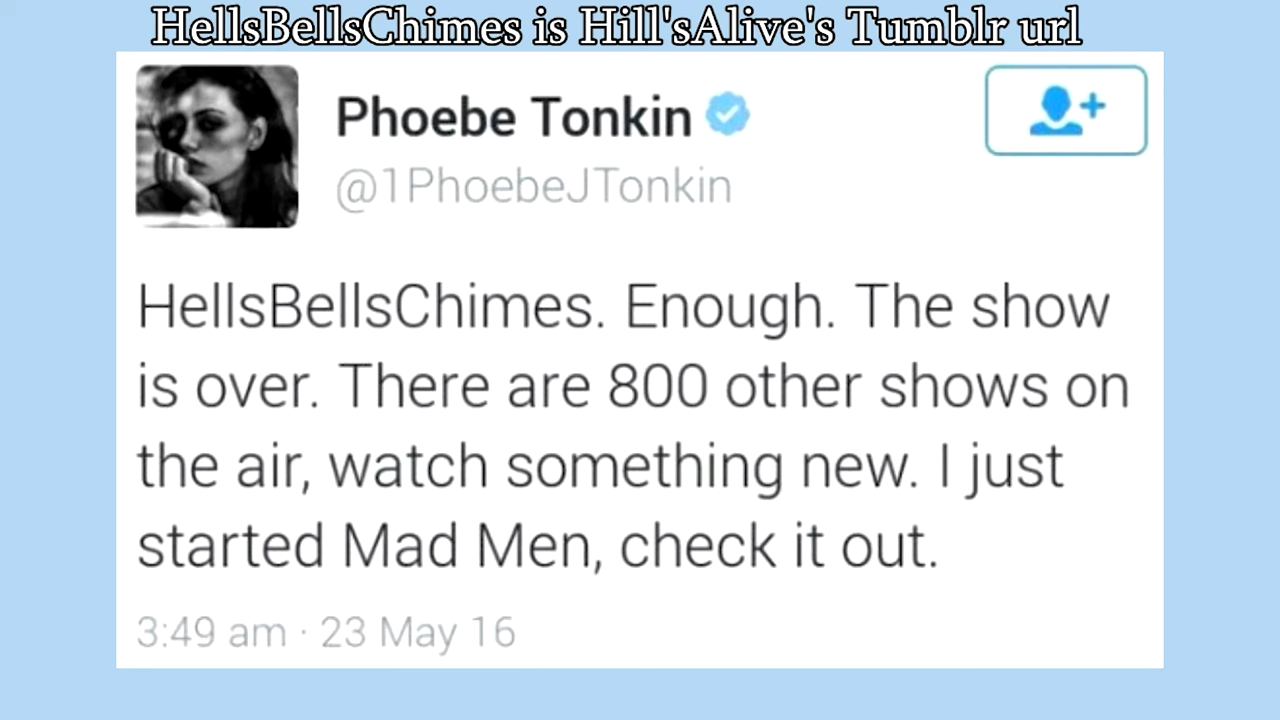 HellsBellsChimes is Hill'sAlive's Tumblr url
Phoebe Tonkin
@1PhoebeJTonkin
HellsBellsChimes. Enough. The show
is over. There are 800 other shows on
the air, watch something new. I just
started Mad Men, check it out.
3:49 am · 23 May 16